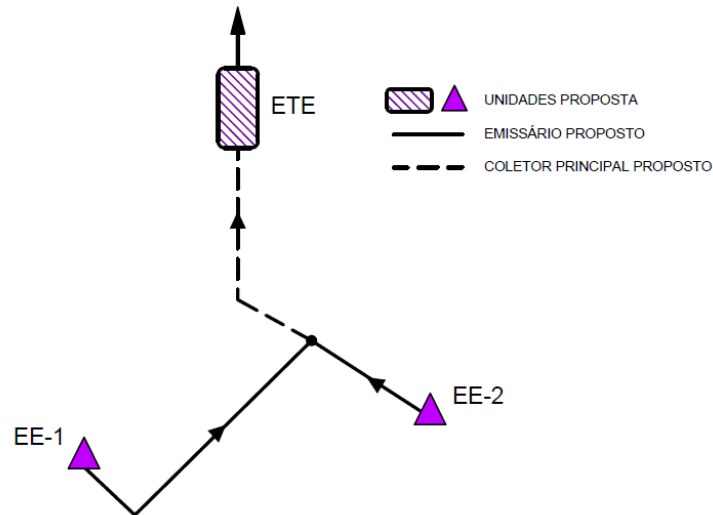 ETE
UNIDADES PROPOSTA
EMISSÁRIO PROPOSTO
COLETOR PRINCIPAL PROPOSTO
EE-2
EE-1